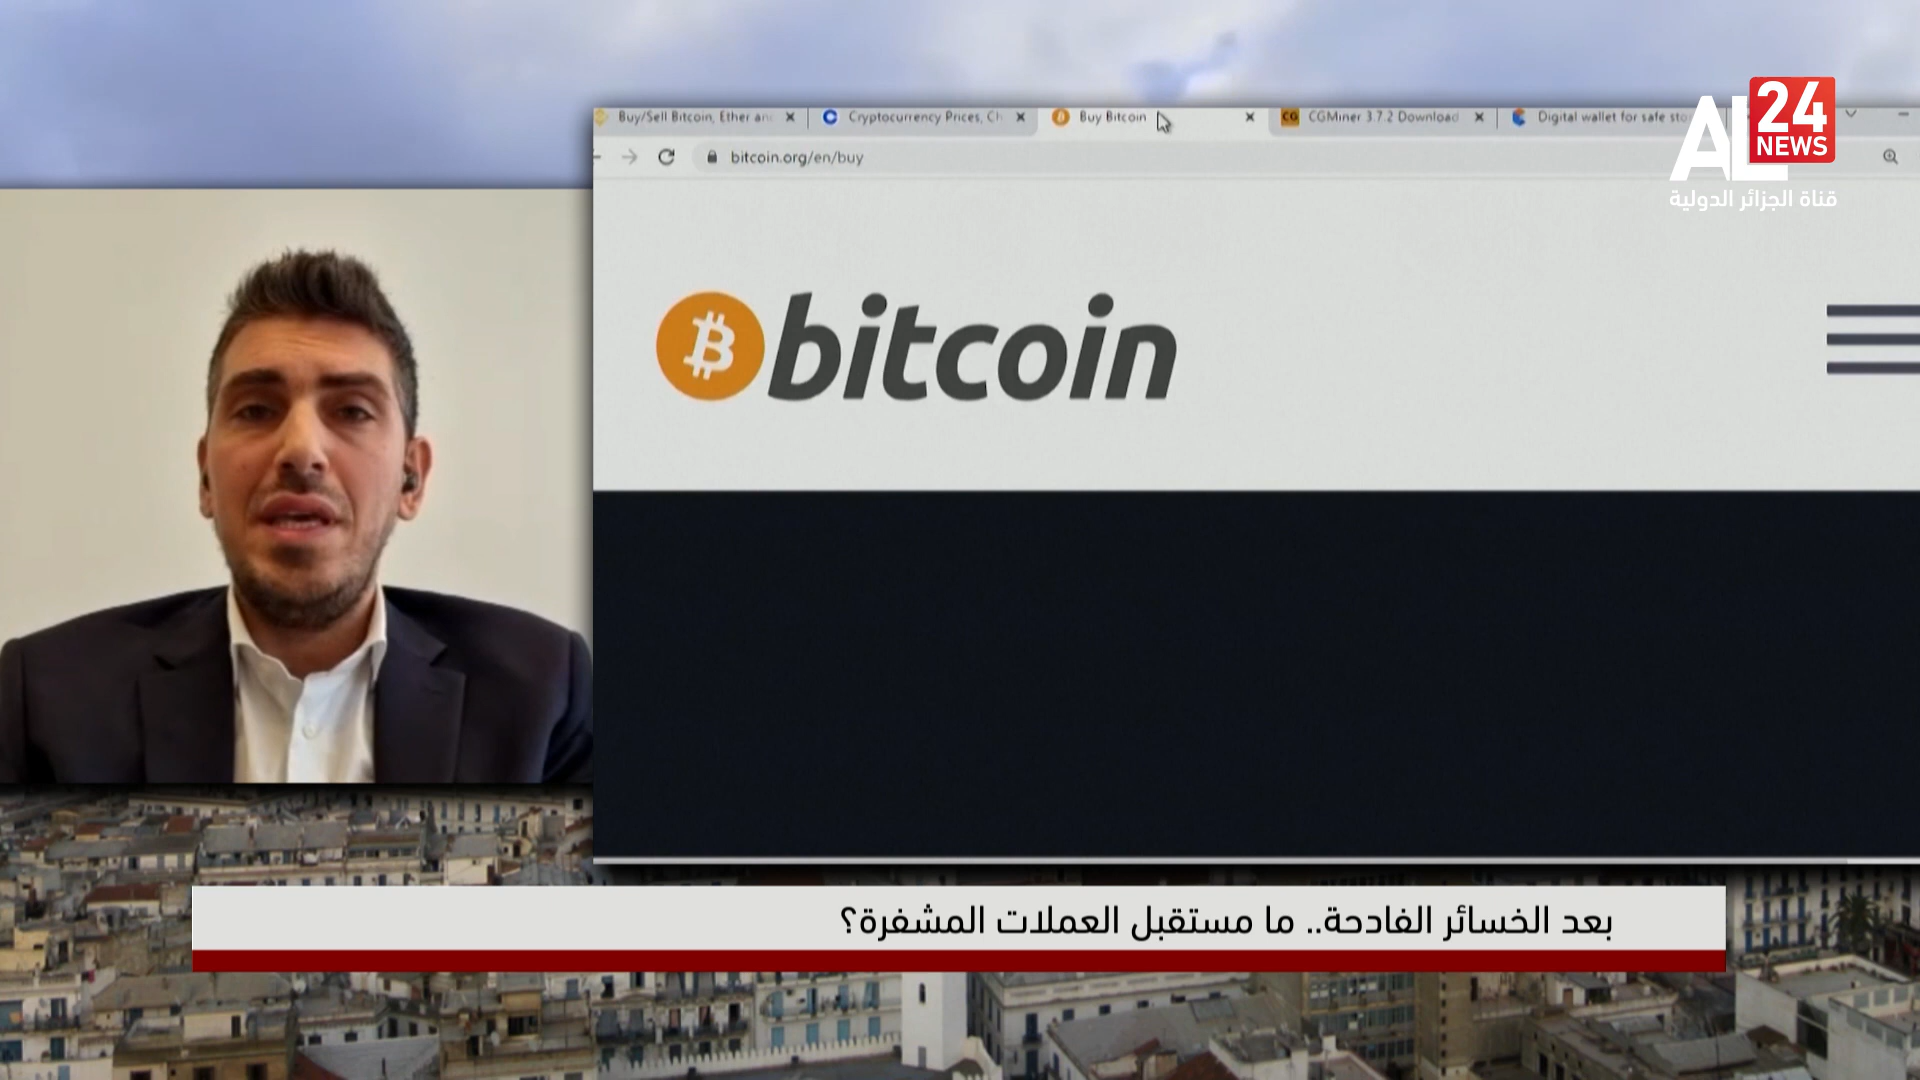 Buy/Sell Bitcoin, Ether an
Cryptocurrency Prices, Ch
Buy Bitcoin
CG
CGMiner 3.7.2 Download
Digital wallet for safe sto
bitcoin.org/en/buy
AL
24
NEWS
قناة الجزائر الدولية
bitcoin
بعد الخسائر الفادحة.. ما مستقبل العملات المشفرة؟